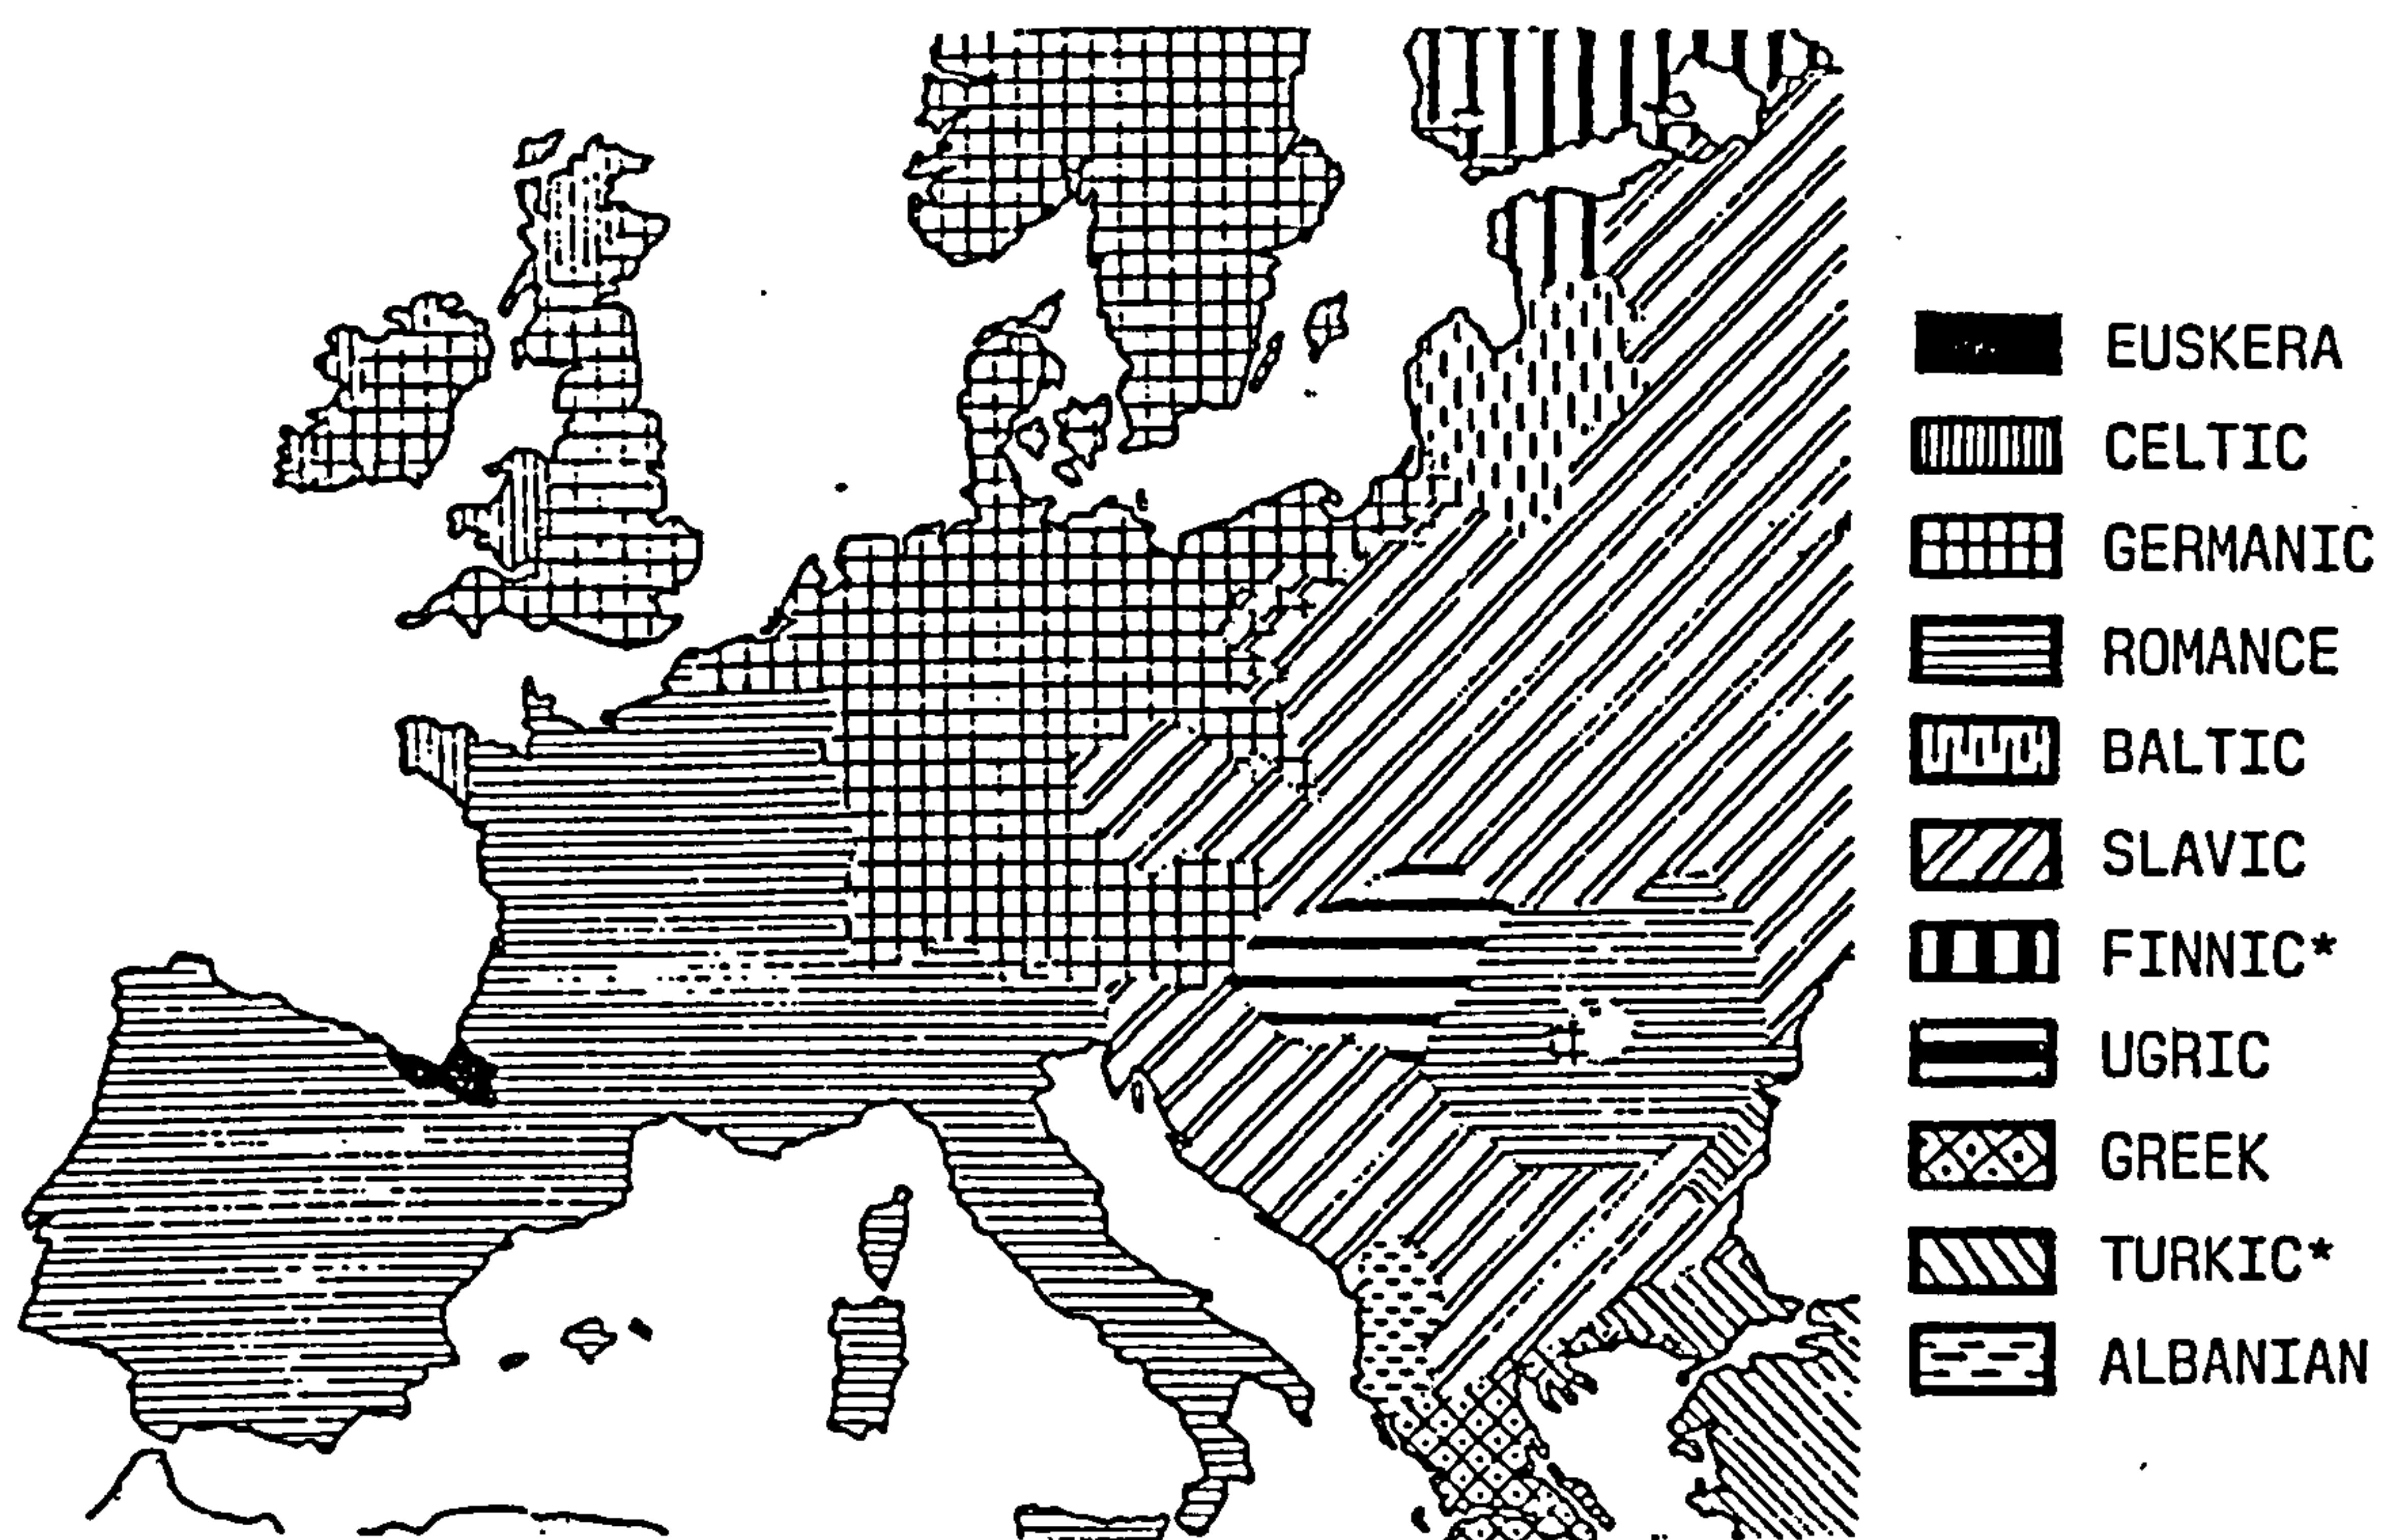 EUSKERA
CELTIC
GERMANIC
ROMANCE
BALTIC
SLAVIC
FINNIC*
UGRIC
GREEK
TURKIC*
ALBANIAN